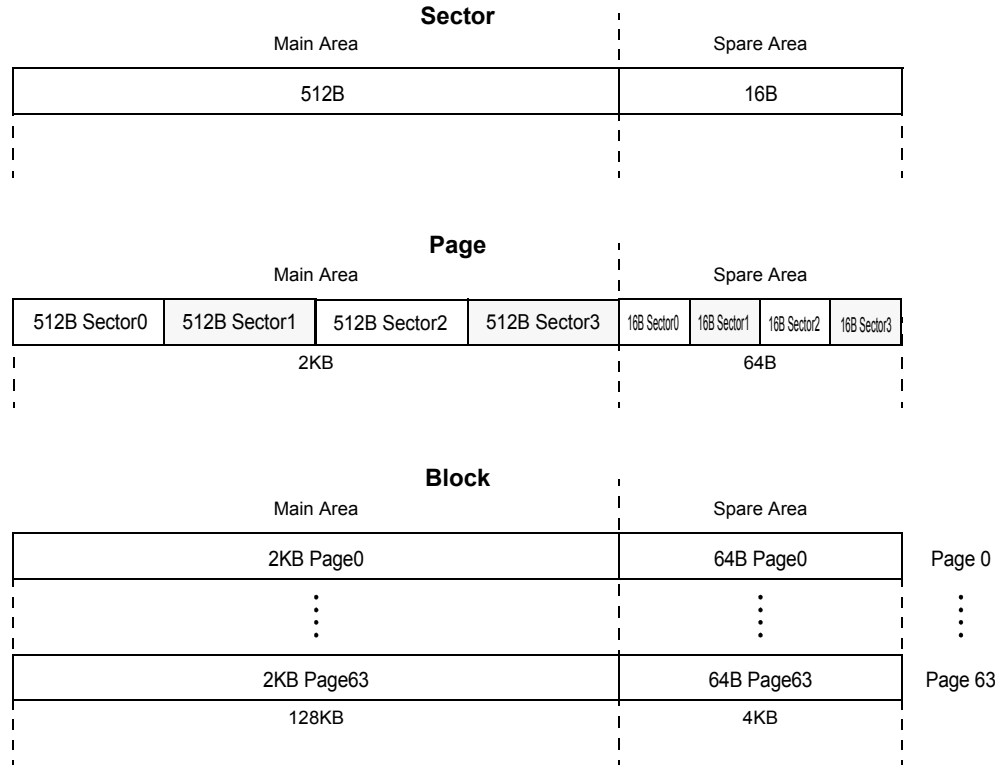 Sector
Main Area Spare Area
512B 16B
Page
Main Area Spare Area
512B Sector0 512B Sector1 512B Sector2 512B Sector3 16B Sector0 16B Sector1 16B Sector2 16B Sector3
2KB 64B
Block
Main Area Spare Area
2KB Page0 64B Page0 Page 0
2KB Page63 64B Page63 Page 63
128KB 4KB